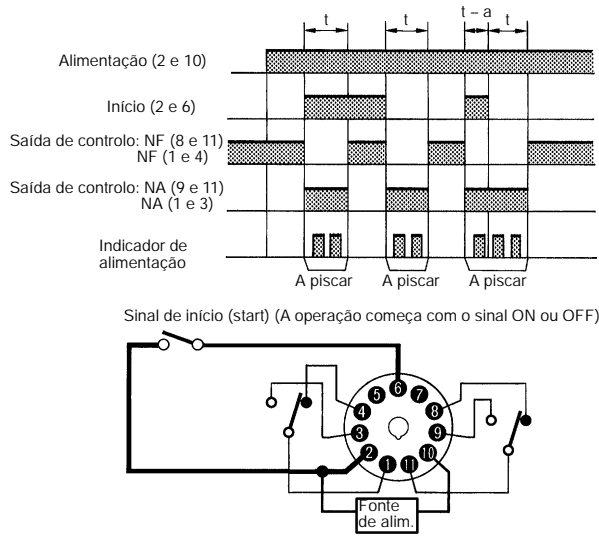 t – a
t
t
t
Alimentação (2 e 10)
Início (2 e 6)
Saída de controlo: NF (8 e 11)
NF (1 e 4)
Saída de controlo: NA (9 e 11)
NA (1 e 3)
Indicador de
alimentação
A piscar
A piscar
A piscar
Sinal de início (start) (A operação começa com o sinal ON ou OFF)
5
6
7
4
8
3
9
2
10
1
11
Fonte
de alim.